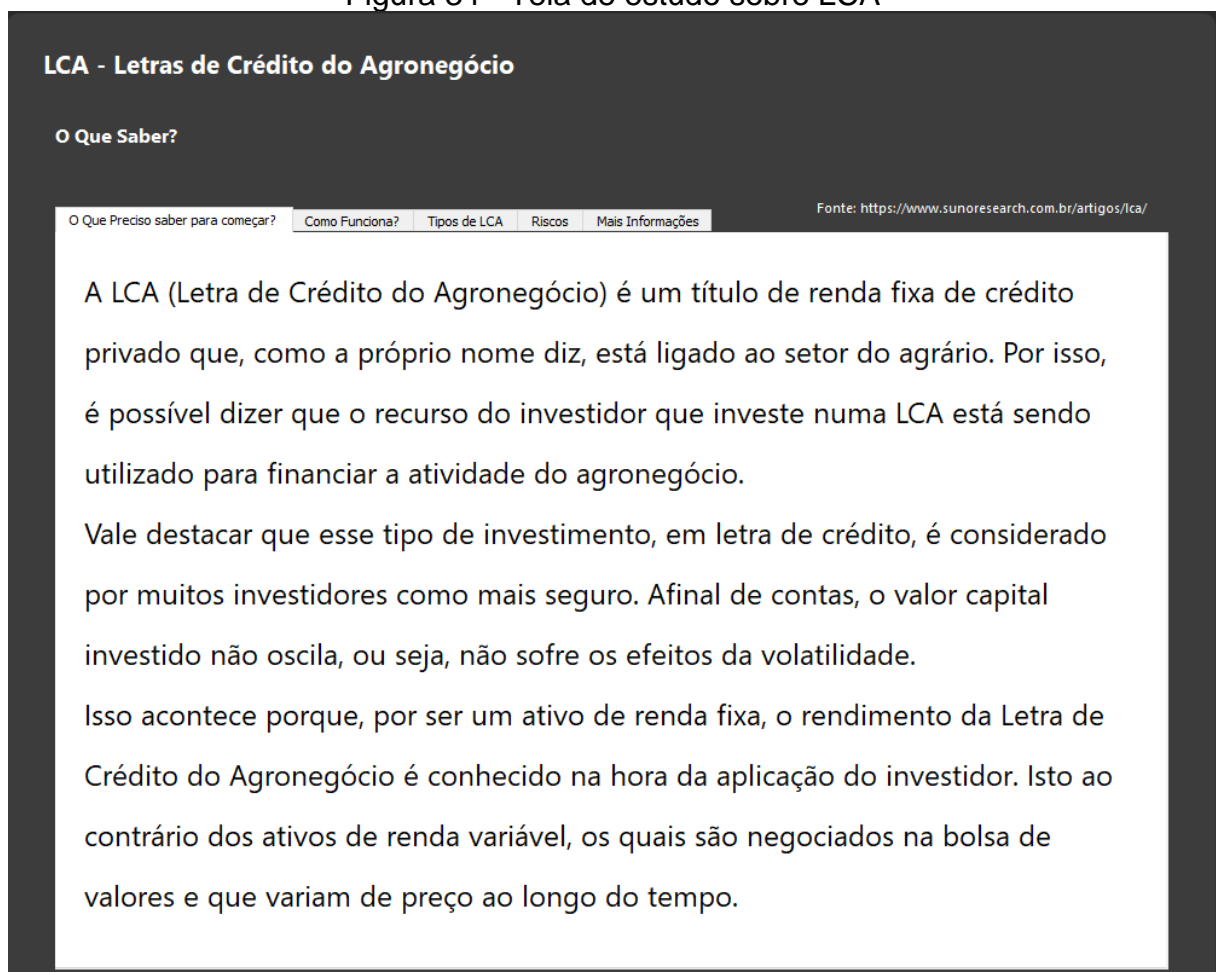 LCA - Letras de Crédito do Agronegócio
O Que Saber?
Fonte: https://www.sunoresearch.com.br/artigos/lca/
O Que Preciso saber para começar? Como Funciona? Tipos de LCA Riscos Mais Informações
A LCA (Letra de Crédito do Agronegócio) é um título de renda fixa de crédito
privado que, como a próprio nome diz, está ligado ao setor do agrário. Por isso,
é possível dizer que o recurso do investidor que investe numa LCA está sendo
utilizado para financiar a atividade do agronegócio.
Vale destacar que esse tipo de investimento, em letra de crédito, é considerado
por muitos investidores como mais seguro. Afinal de contas, o valor capital
investido não oscila, ou seja, não sofre os efeitos da volatilidade.
Isso acontece porque, por ser um ativo de renda fixa, o rendimento da Letra de
Crédito do Agronegócio é conhecido na hora da aplicação do investidor. Isto ao
contrário dos ativos de renda variável, os quais são negociados na bolsa de
valores e que variam de preço ao longo do tempo.